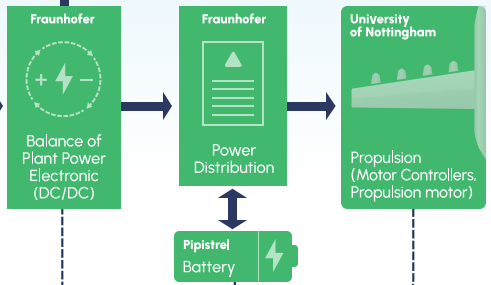 Fraunhofer
Balance of
Plant Power
Electronic
(DC/DC)
Fraunhofer
Power
Distribution
University
of Nottingham
Propulsion
(Motor Controllers,
Propulsion motor)
Pipistrel
Battery